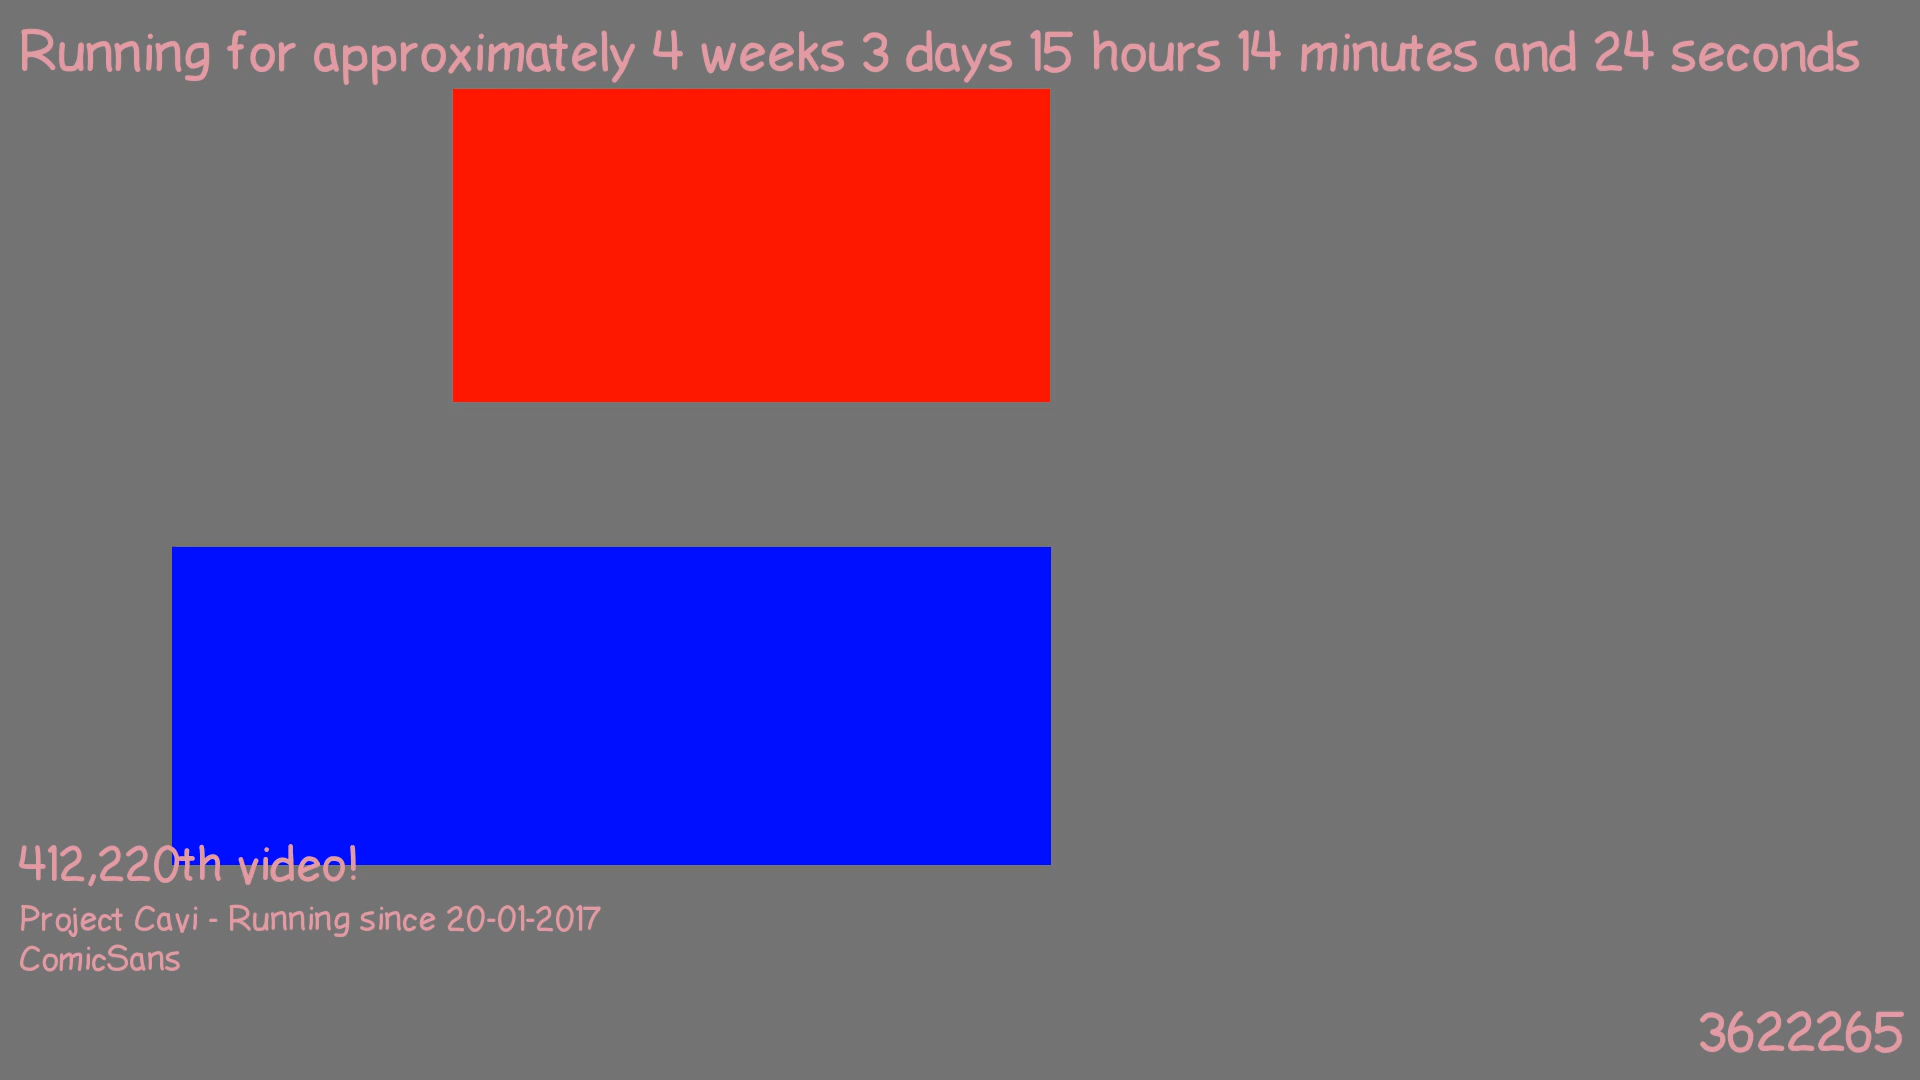 Running for approximately 4 weeks 3 days 15 hours 14 minutes and 24 seconds
412,220th video!
Project Cavi - Running since 20-01-2017
ComicSans
3622265